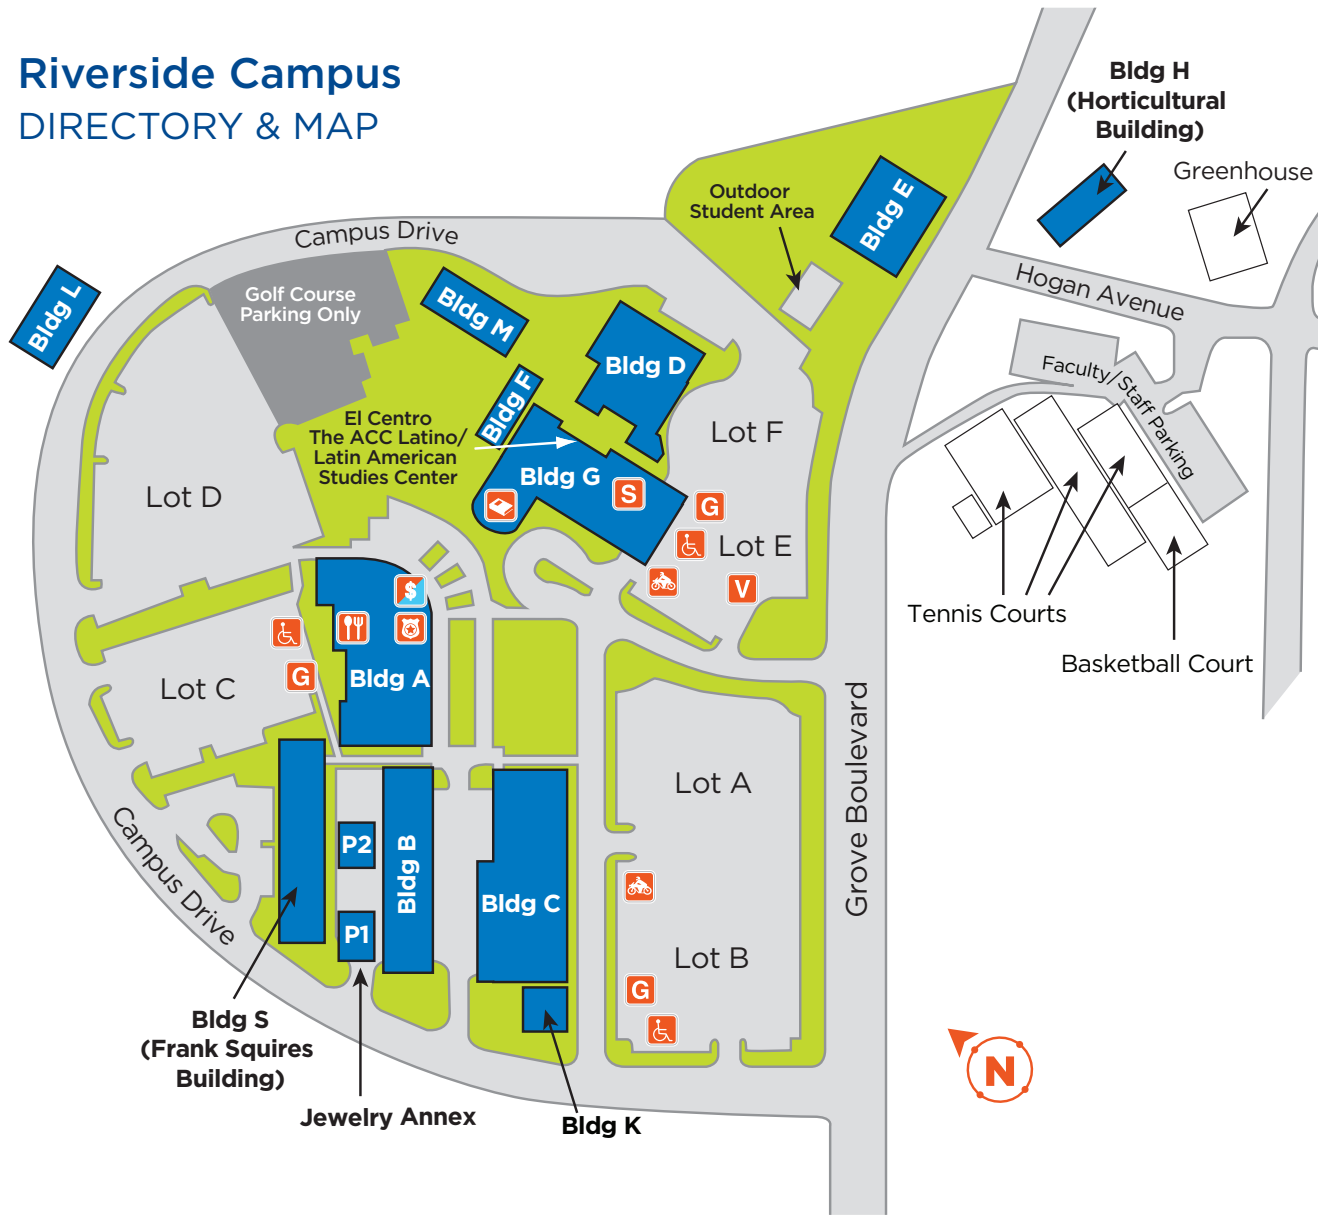 Riverside Campus
DIRECTORY & MAP
Bldg H
(Horticultural
Building)
Greenhouse
Outdoor
Student Area
Bldg E
Campus Drive
Hogan Avenue
Golf Course
Parking Only
Bldg L
Bldg M
Bldg D
Bldg F
Faculty/Staff Parking
El Centro
The ACC Latino/
Latin American
Studies Center
Lot F
Bldg G
Lot D
S
G
Lot E
V
$
Tennis Courts
Basketball Court
Lot C
G
Bldg A
Grove Boulevard
Lot A
Campus Drive
P2
Bldg B
Bldg C
P1
Lot B
G
Bldg S
(Frank Squires
Building)
Jewelry Annex
Bldg K
N